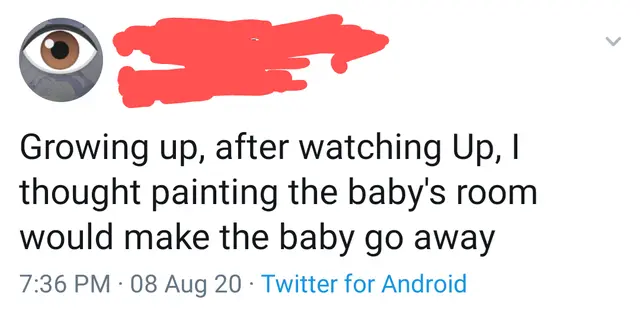 Growing up, after watching Up, I
thought painting the baby's room
would make the baby go away
7:36 PM · 08 Aug 20 · Twitter for Android